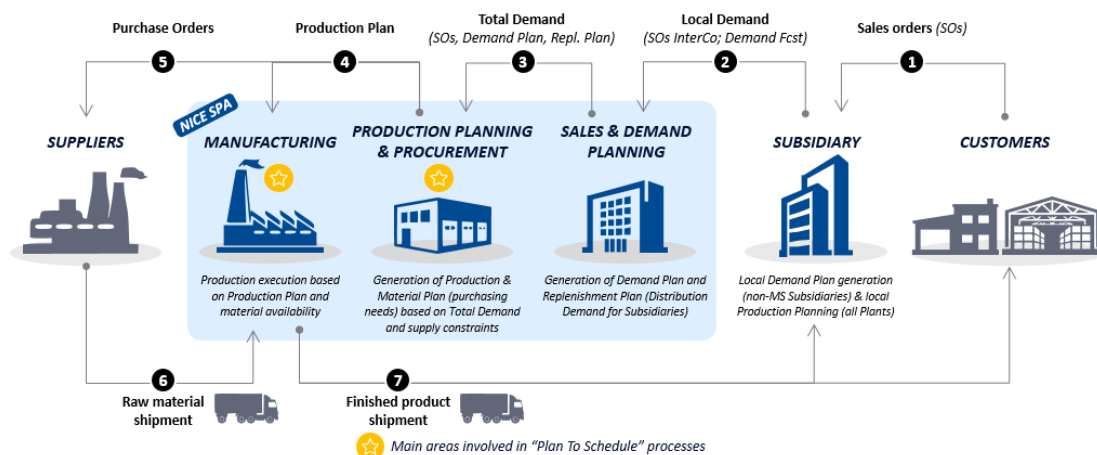 Purchase Orders
Production Plan
Total Demand
(SOs, Demand Plan, Repl. Plan)
Local Demand
(SOs InterCo; Demand Fcst)
Sales orders (SOs)
5
4
3
2
1
NICE SPA
SUPPLIERS
MANUFACTURING
PRODUCTION PLANNING
& PROCUREMENT
SALES & DEMAND
PLANNING
SUBSIDIARY
CUSTOMERS
Production execution based
on Production Plan and
material availability
Generation of Production &
Material Plan (purchasing
needs) based on Total Demand
and supply constraints
Generation of Demand Plan and
Replenishment Plan (Distribution
Demand for Subsidiaries)
Local Demand Plan generation
(non-MS Subsidiaries) & local
Production Planning (all Plants)
6
Raw material
shipment
7
Finished product
shipment
Main areas involved in “Plan To Schedule” processes